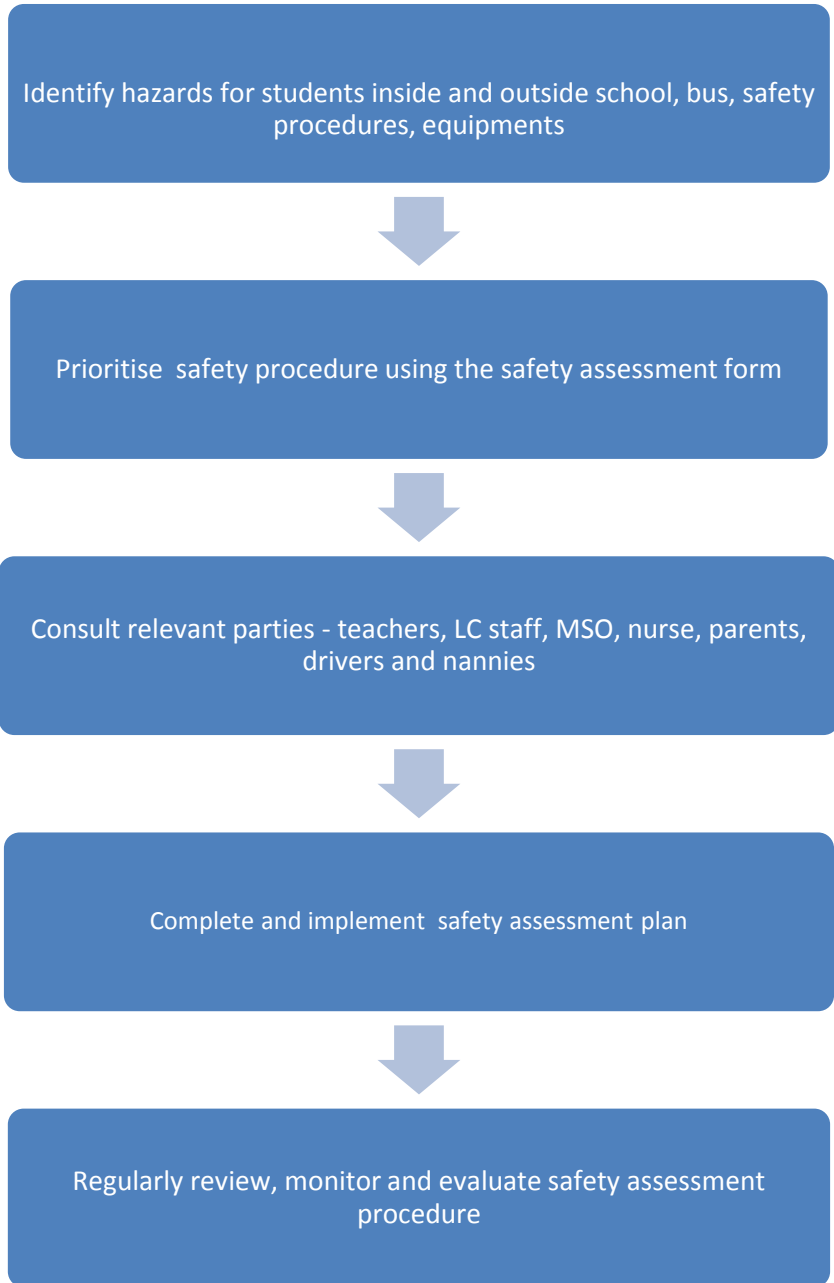 Identify hazards for students inside and outside school, bus, safety
procedures, equipments
Prioritise  safety procedure using the safety assessment form
Consult relevant parties - teachers, LC staff, MSO, nurse, parents,
drivers and nannies
Complete and implement  safety assessment plan
Regularly review, monitor and evaluate safety assessment
procedure